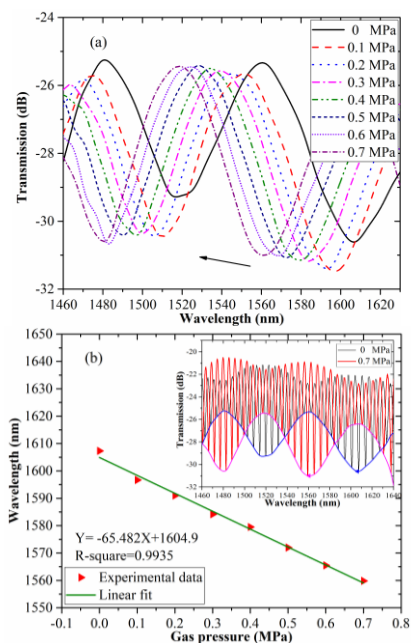 (a)
0 MPa
0.1 MPa
0.2 MPa
0.3 MPa
0.4 MPa
0.5 MPa
0.6 MPa
0.7 MPa
Transmission (dB)
-24
-26
-28
-30
-32
1460 1480 1500 1520 1540 1560 1580 1600 1620
Wavelength (nm)
(b)
Wavelength (nm)
1650
1640
1630
1620
1610
1600
1590
1580
1570
1560
1550
0 MPa
0.7 MPa
Transmission (dB)
-20
-22
-24
-26
-28
-30
-32
1460 1480 1500 1520 1540 1560 1580 1600 1620 1640
Wavelength (nm)
Y= -65.482X+1604.9
R-square=0.9935
Experimental data
Linear fit
-0.1 0.0 0.1 0.2 0.3 0.4 0.5 0.6 0.7 0.8
Gas pressure (MPa)